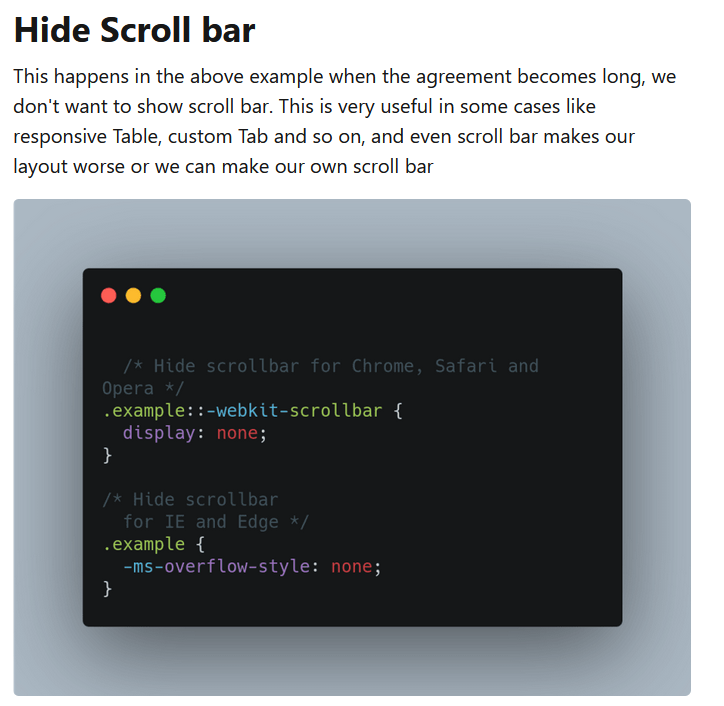 Hide Scroll bar
This happens in the above example when the agreement becomes long, we
don't want to show scroll bar. This is very useful in some cases like
responsive Table, custom Tab and so on, and even scroll bar makes our
layout worse or we can make our own scroll bar
/* Hide scrollbar for Chrome, Safari and
Opera */
.example::-webkit-scrollbar {
display: none;
}
/* Hide scrollbar
for IE and Edge */
.example {
-ms-overflow-style: none;
}